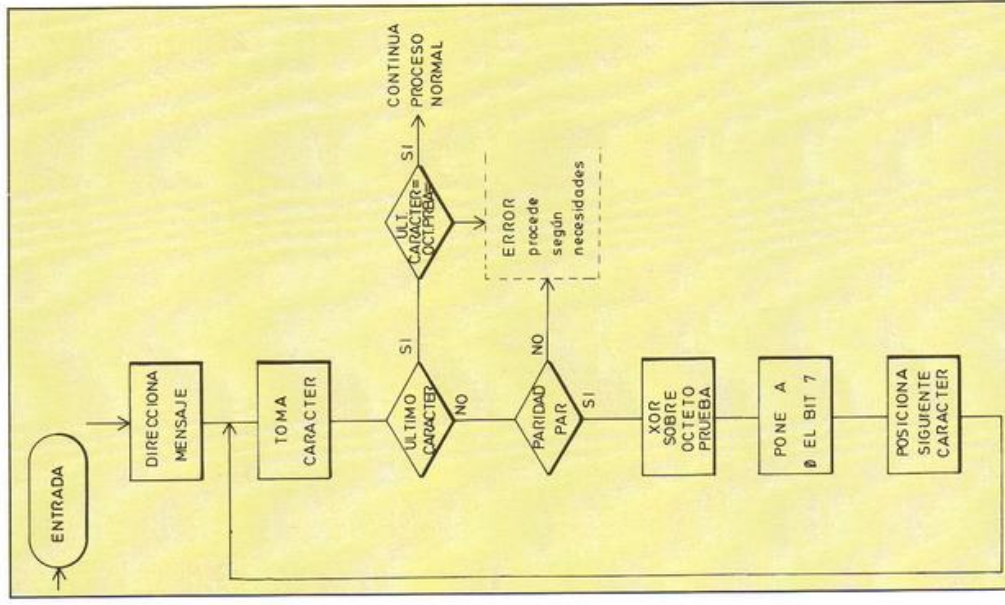 ENTRADA
DIRECCIONA
MENSAJE
TOMA
CARACTER
ULTIMO
CARACTER
SI
NO
ULT.
CARACTER=
OCT.PRBA=
SI
CONTINUA
PROCESO
NORMAL
PARIDAD
PAR
NO
SI
ERROR
procede
según
necesidades
XOR
SOBRE
OCTETO
PRUEBA
PONE A
Ø EL BIT 7
POSICIONA
SIGUIENTE
CARACTER